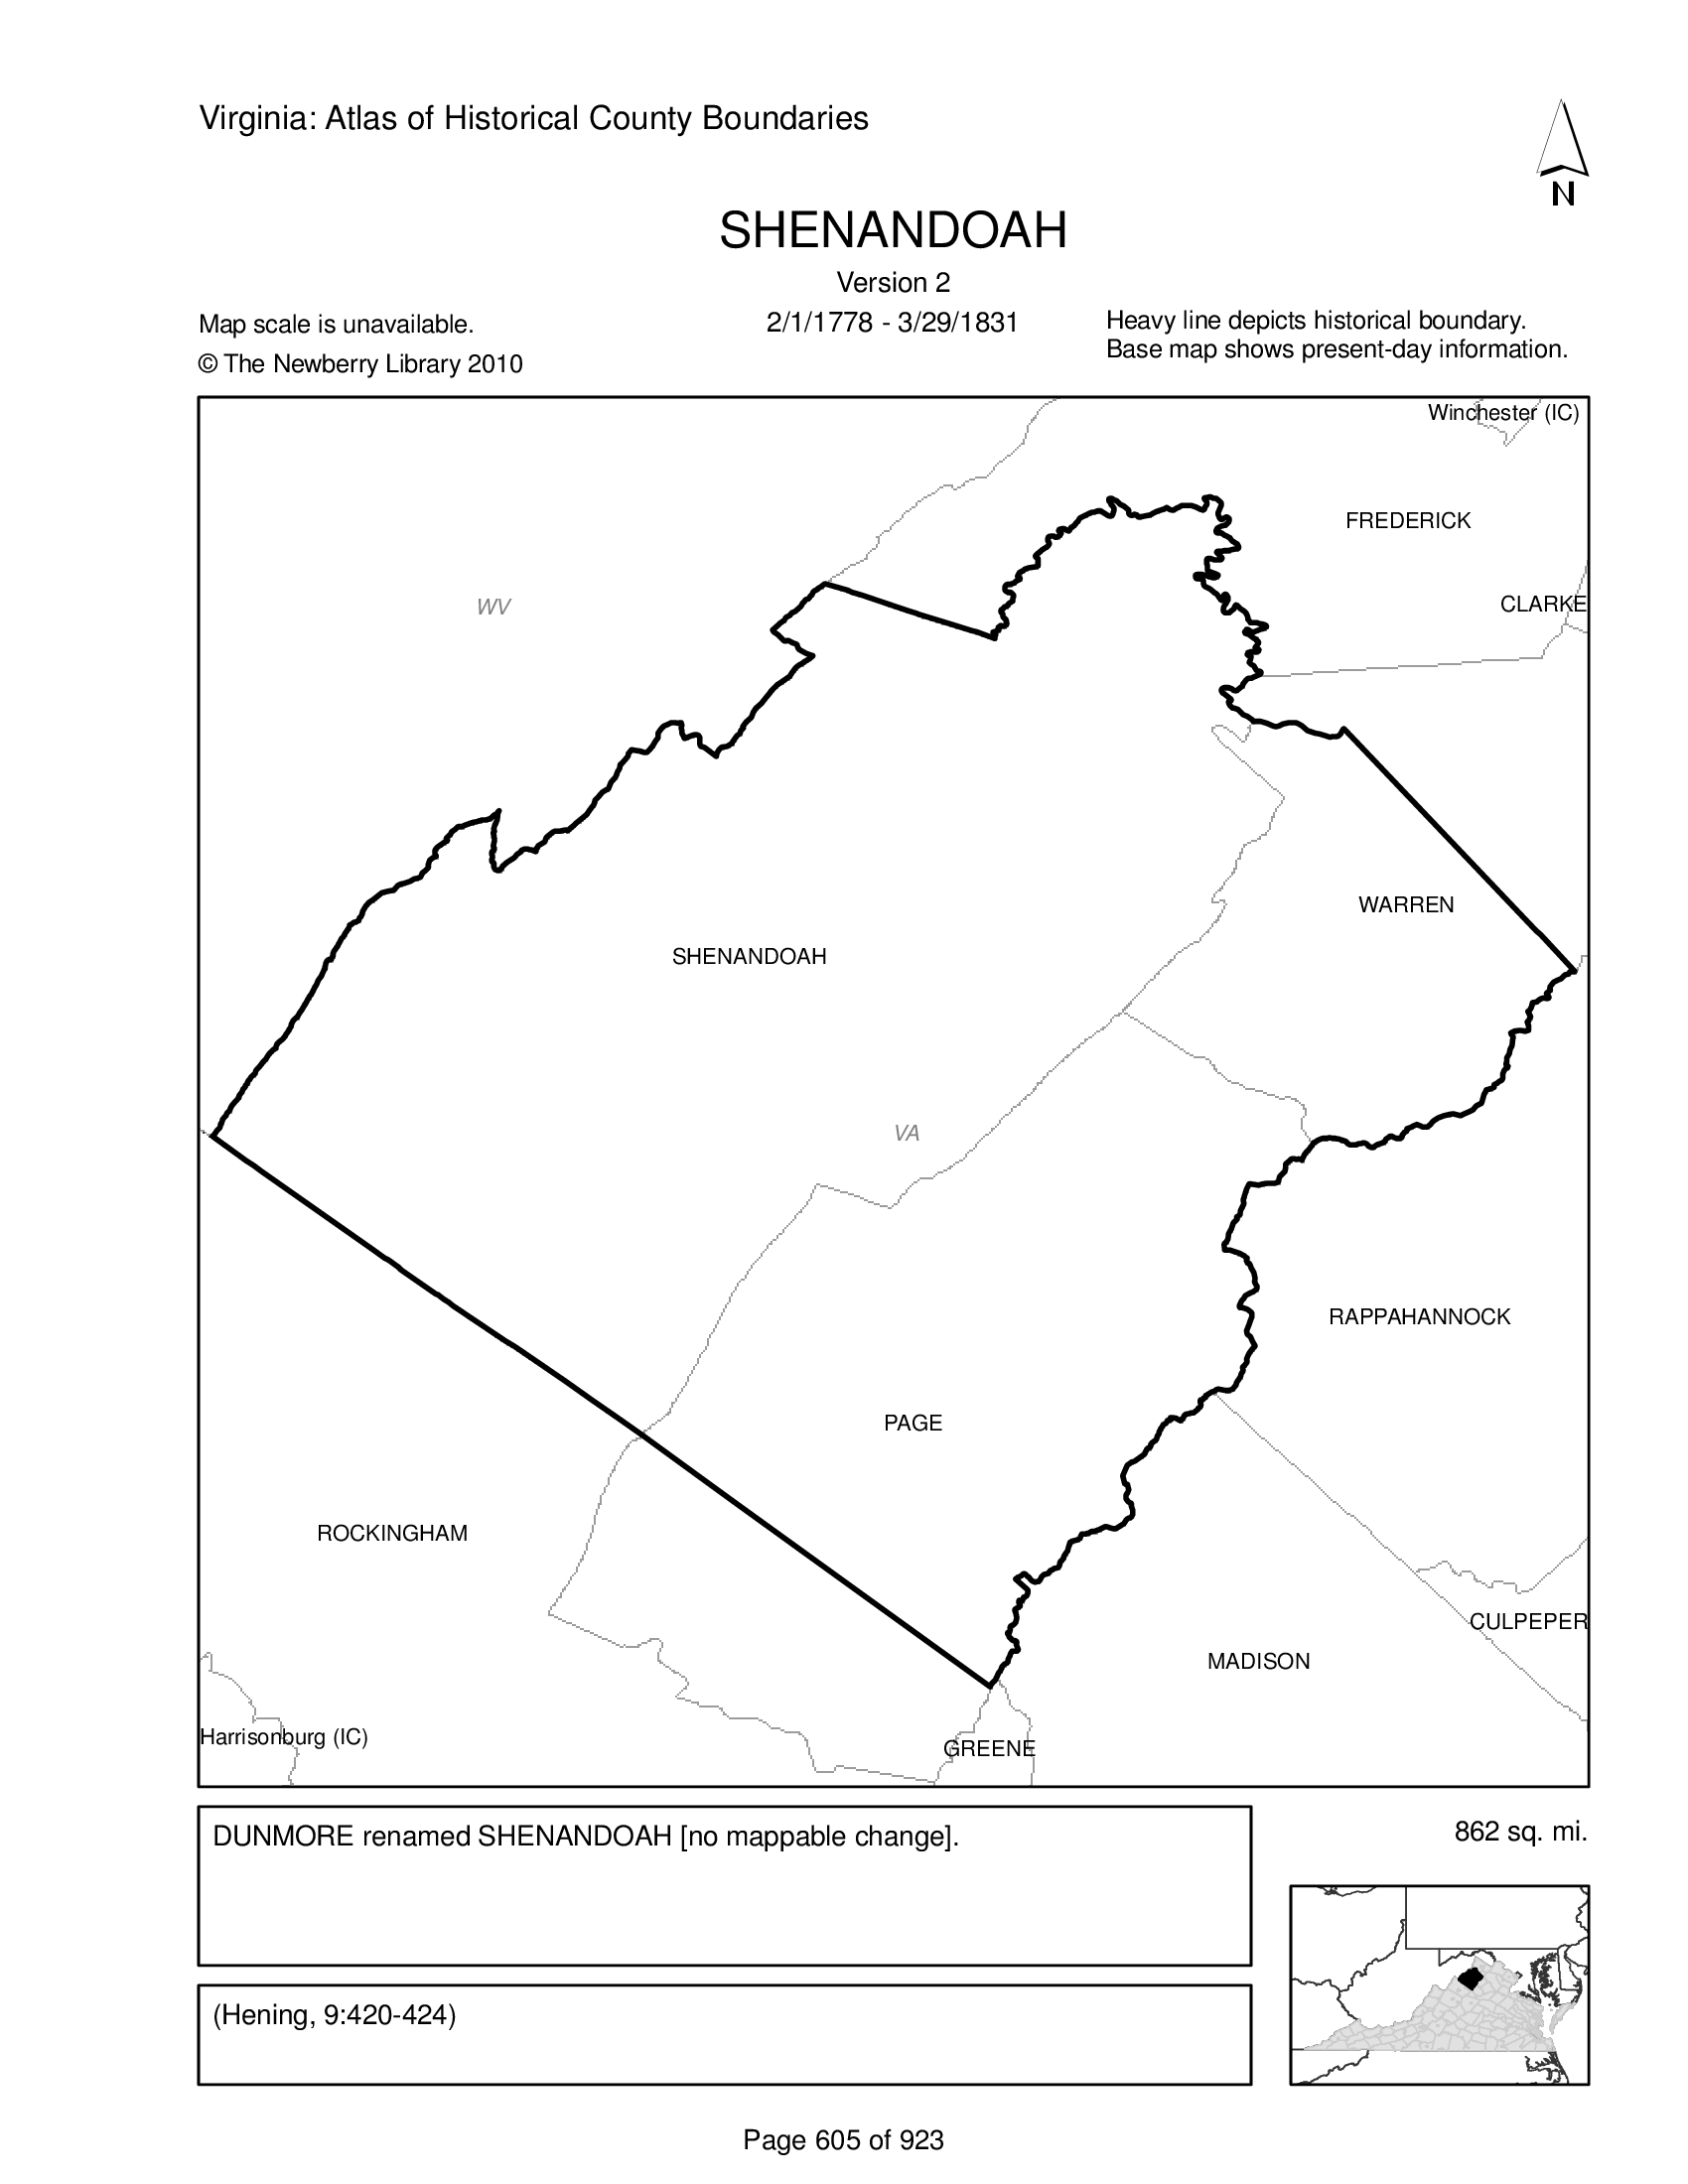 Virginia: Atlas of Historical County Boundaries
N
SHENANDOAH
Version 2
2/1/1778 - 3/29/1831
Map scale is unavailable.
© The Newberry Library 2010
Heavy line depicts historical boundary.
Base map shows present-day information.
Winchester (IC)
FREDERICK
CLARKE
WV
WARREN
SHENANDOAH
VA
RAPPAHANNOCK
PAGE
ROCKINGHAM
CULPEPER
MADISON
Harrisonburg (IC)
GREENE
DUNMORE renamed SHENANDOAH [no mappable change].
862 sq. mi.
(Hening, 9:420-424)
Page 605 of 923